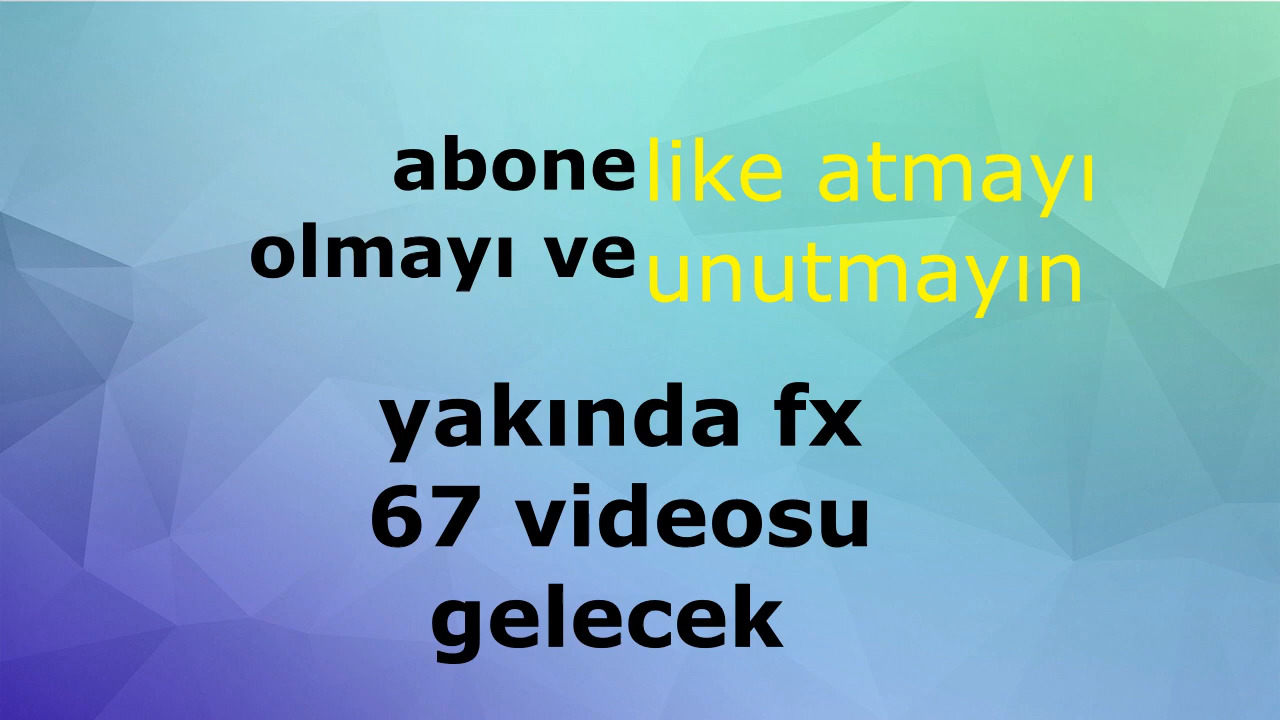 abone
olmayı ve
like atmayı
unutmayın
yakında fx
67 videosu
gelecek